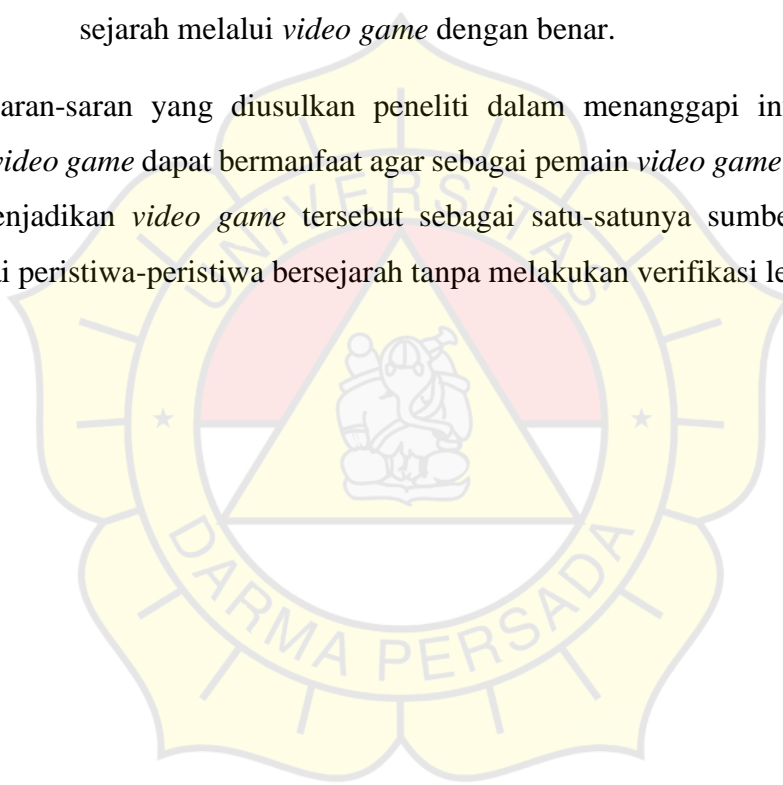 sejarah melalui video game dengan benar.
aran-saran yang diusulkan peneliti dalam menanggapi in
video game dapat bermanfaat agar sebagai pemain video game
enjadikan video game tersebut sebagai satu-satunya sumbe
i peristiwa-peristiwa bersejarah tanpa melakukan verifikasi le
UNIVERSITAS
DARMA PERSADA